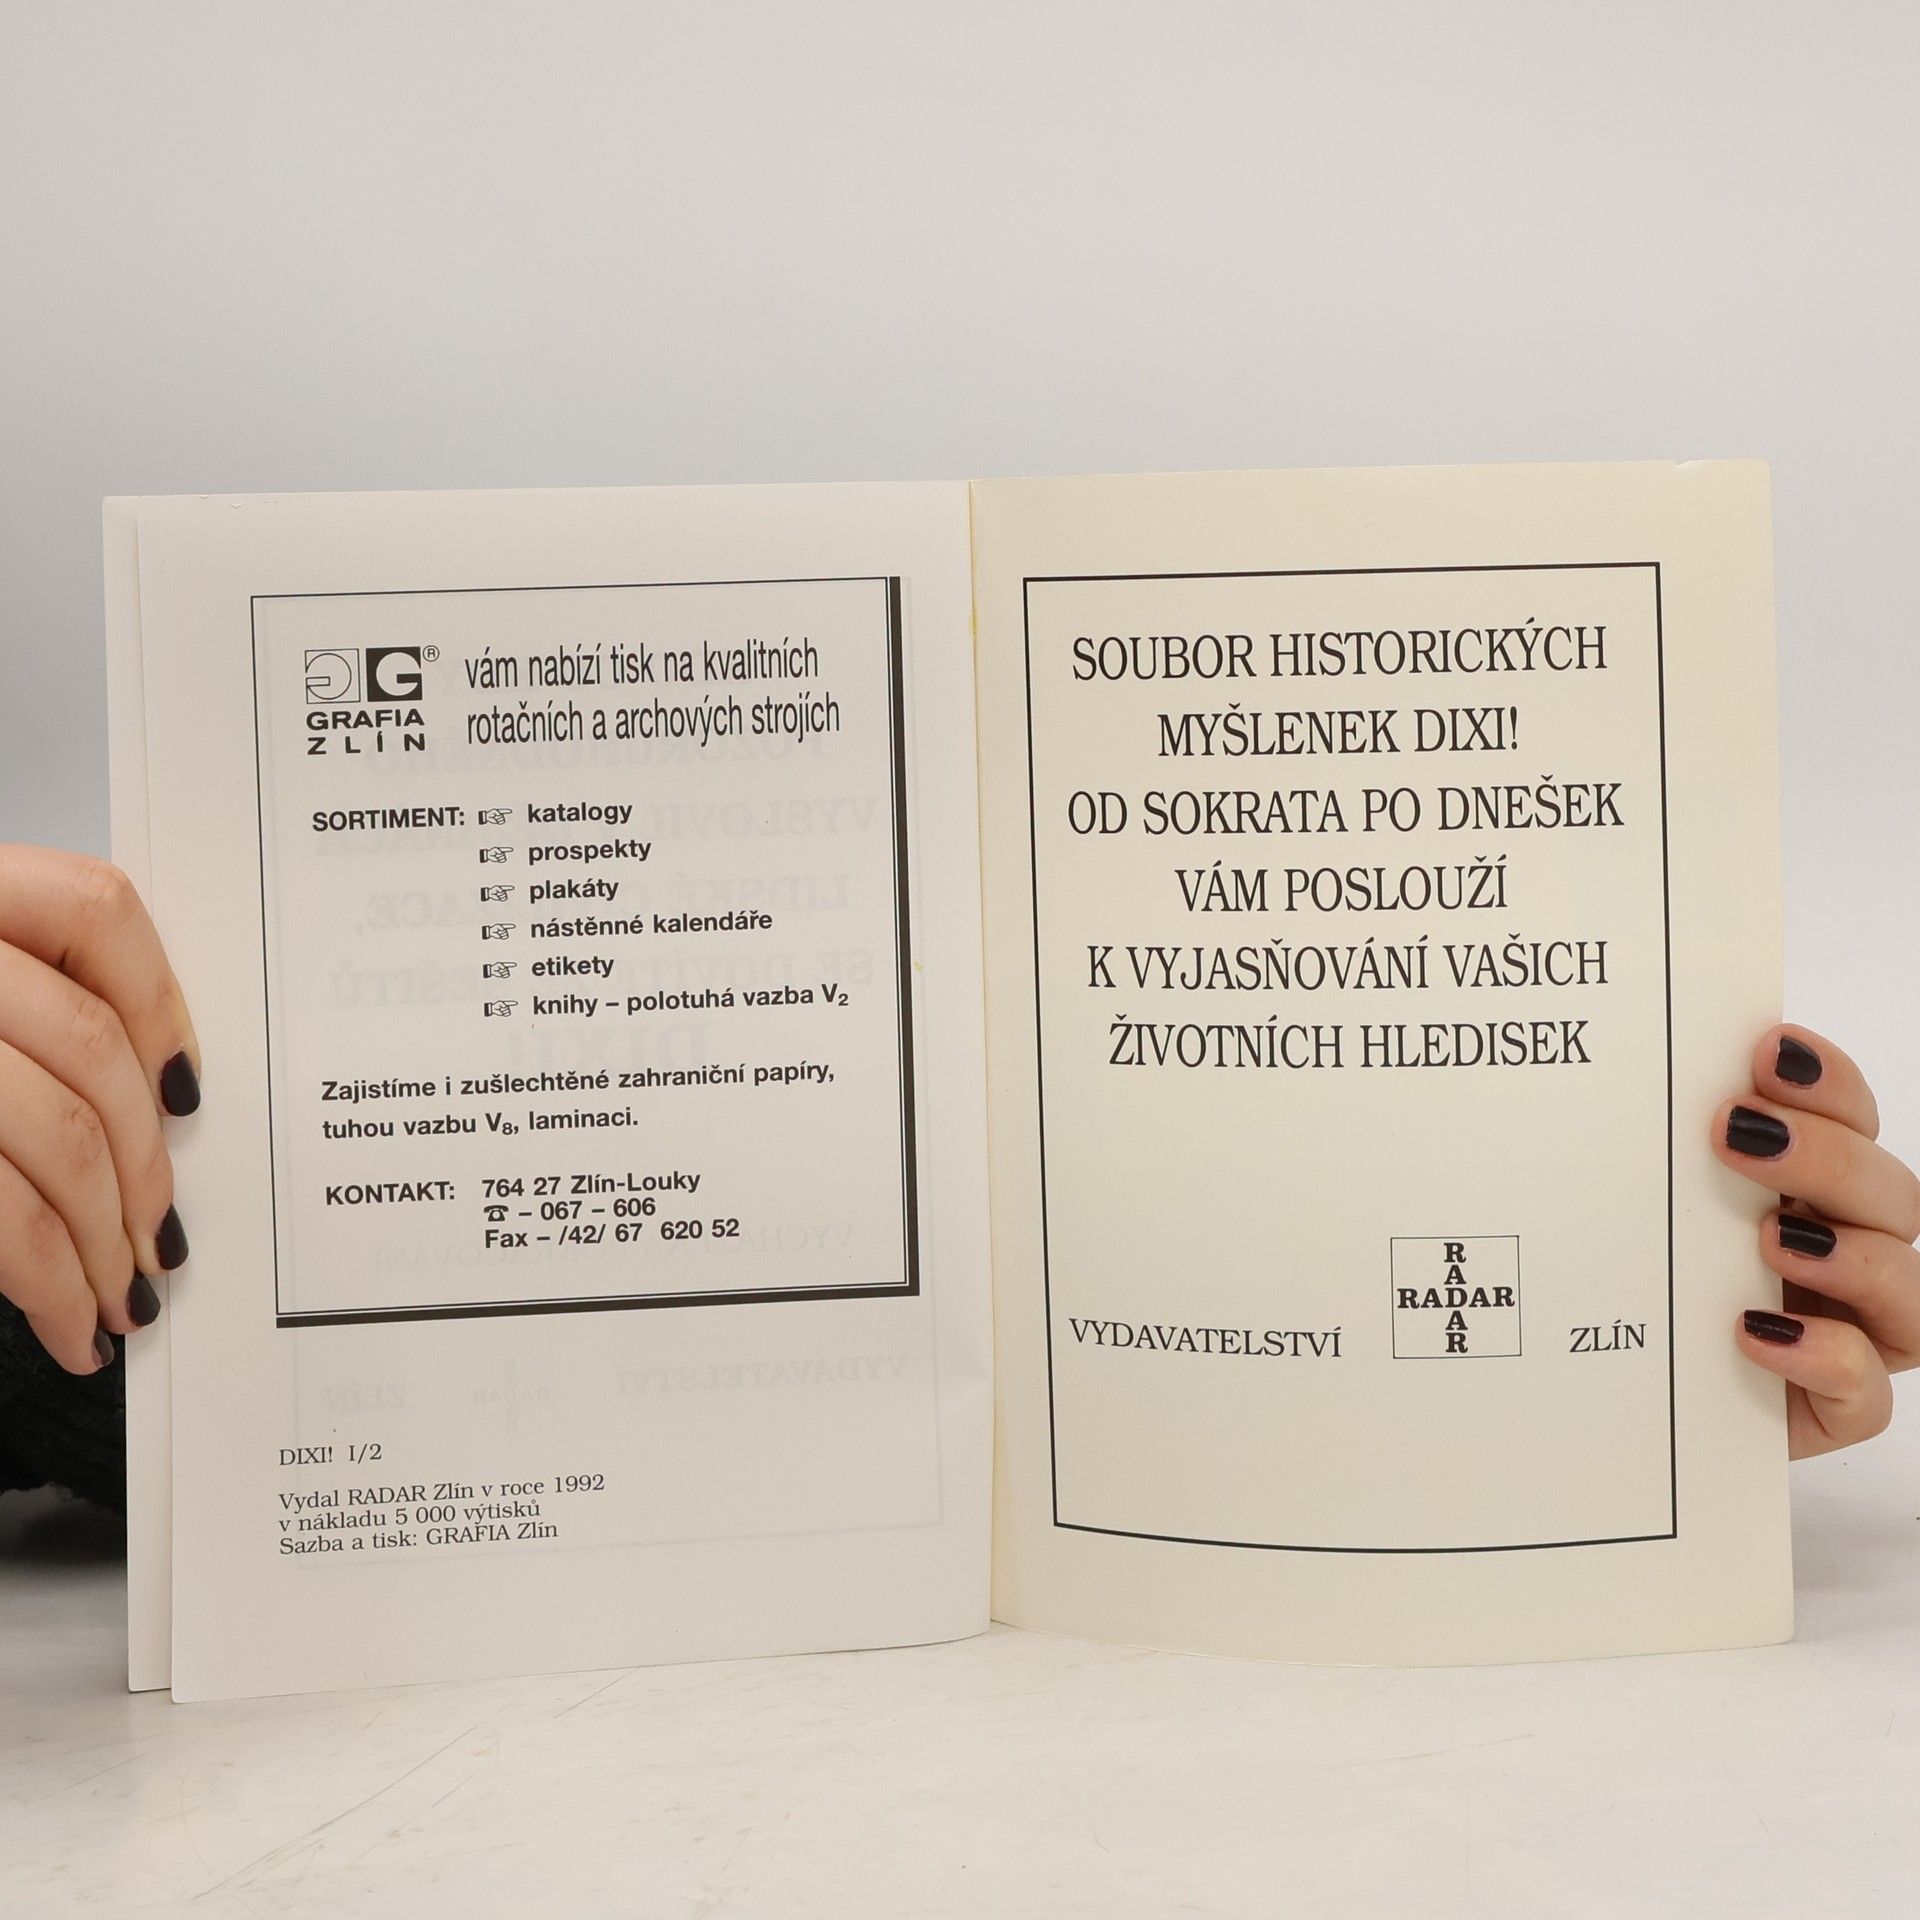 GRAFIA
ZLÍN
®
vám nabízí tisk na kvalitních
rotačních a archových strojích
SORTIMENT: ☞ katalogy
☞ prospekty
☞ plakáty
☞ nástěnné kalendáře
☞ etikety
☞ knihy – polotuhá vazba V₂
Zajistíme i zušlechtěné zahraniční papíry,
tuhou vazbu V₈, laminaci.
KONTAKT: 764 27 Zlín-Louky
☎ – 067 – 606
Fax – /42/ 67 620 52
DIXI! I/2
Vydal RADAR Zlín v roce 1992
v nákladu 5 000 výtisků
Sazba a tisk: GRAFIA Zlín
SOUBOR HISTORICKÝCH
MYŠLENEK DIXI!
OD SOKRATA PO DNEŠEK
VÁM POSLOUŽÍ
K VYJASŇOVÁNÍ VAŠICH
ŽIVOTNÍCH HLEDISEK
VYDAVATELSTVÍ
RADAR
RADAR
ZLÍN